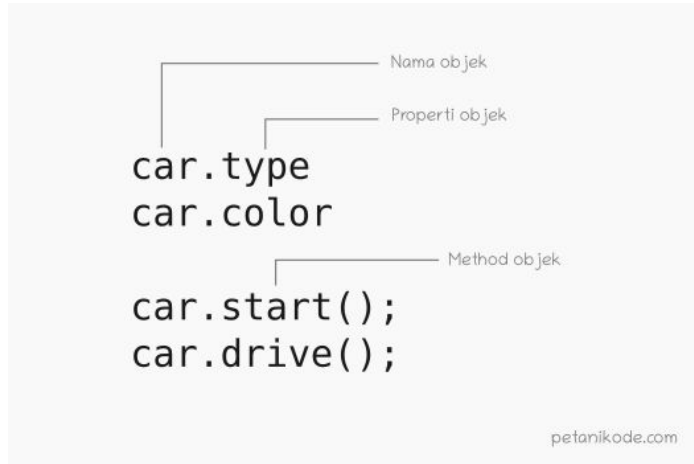 Nama objek
Properti objek
car.type
car.color
Method objek
car.start();
car.drive();
petanikode.com